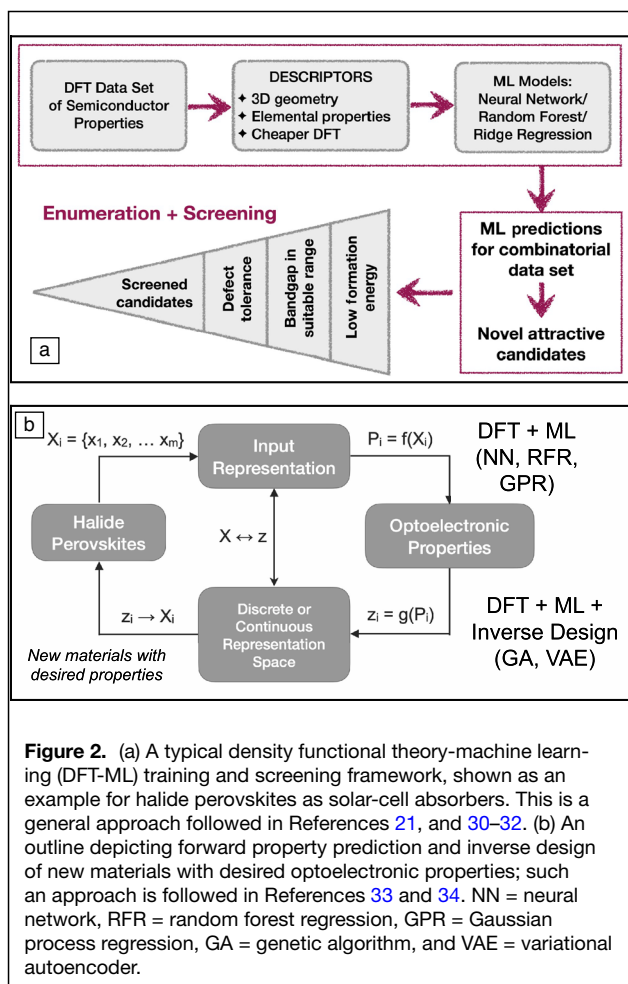 DFT Data Set
of Semiconductor
Properties
DESCRIPTORS
✦ 3D geometry
✦ Elemental properties
✦ Cheaper DFT
ML Models:
Neural Network/
Random Forest/
Ridge Regression
Enumeration + Screening
ML predictions
for combinatorial
data set
Novel attractive
candidates
Screened
candidates
Defect
tolerance
Bandgap in
suitable range
Low formation
energy
a
b
Xi = {x1, x2, … xm}
Input
Representation
Pi = f(Xi)
DFT + ML
(NN, RFR,
GPR)
Halide
Perovskites
X ↔ z
Optoelectronic
Properties
zi → Xi
Discrete or
Continuous
Representation
Space
zi = g(Pi)
DFT + ML +
Inverse Design
(GA, VAE)
New materials with
desired properties
Figure 2. (a) A typical density functional theory-machine learn-
ing (DFT-ML) training and screening framework, shown as an
example for halide perovskites as solar-cell absorbers. This is a
general approach followed in References 21, and 30–32. (b) An
outline depicting forward property prediction and inverse design
of new materials with desired optoelectronic properties; such
an approach is followed in References 33 and 34. NN = neural
network, RFR = random forest regression, GPR = Gaussian
process regression, GA = genetic algorithm, and VAE = variational
autoencoder.